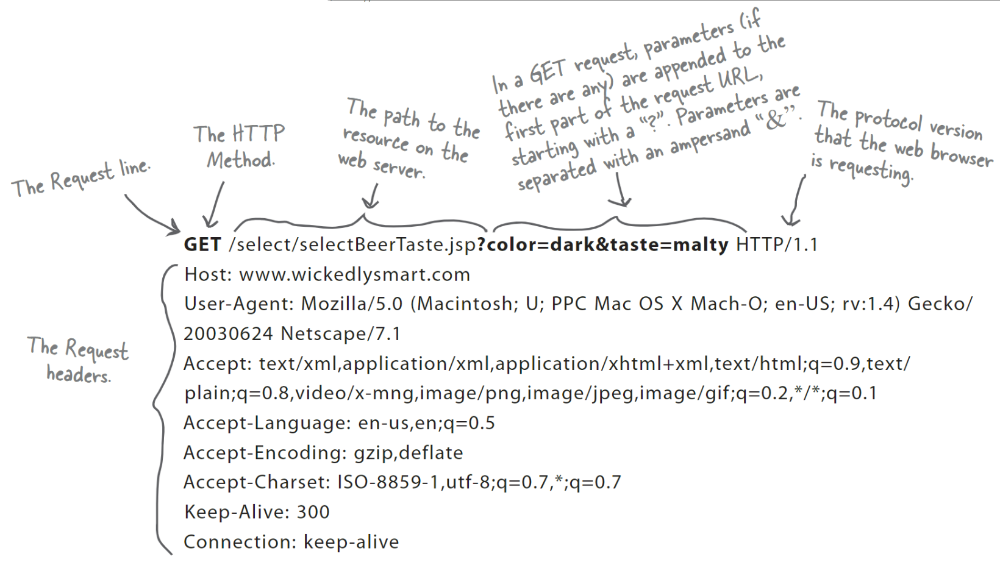 The Request line.
The HTTP
Method.
The path to the
resource on the
web server.
In a GET request, parameters (if
there are any) are appended to the
first part of the request URL,
starting with a “?”. Parameters are
separated with an ampersand “&”.
The protocol version
that the web browser
is requesting.
GET /select/selectBeerTaste.jsp?color=dark&taste=malty HTTP/1.1
Host: www.wickedlysmart.com
User-Agent: Mozilla/5.0 (Macintosh; U; PPC Mac OS X Mach-O; en-US; rv:1.4) Gecko/
20030624 Netscape/7.1
Accept: text/xml,application/xml,application/xhtml+xml,text/html;q=0.9,text/
plain;q=0.8,video/x-mng,image/png,image/jpeg,image/gif;q=0.2,*/*;q=0.1
Accept-Language: en-us,en;q=0.5
Accept-Encoding: gzip,deflate
Accept-Charset: ISO-8859-1,utf-8;q=0.7,*;q=0.7
Keep-Alive: 300
Connection: keep-alive
The Request
headers.